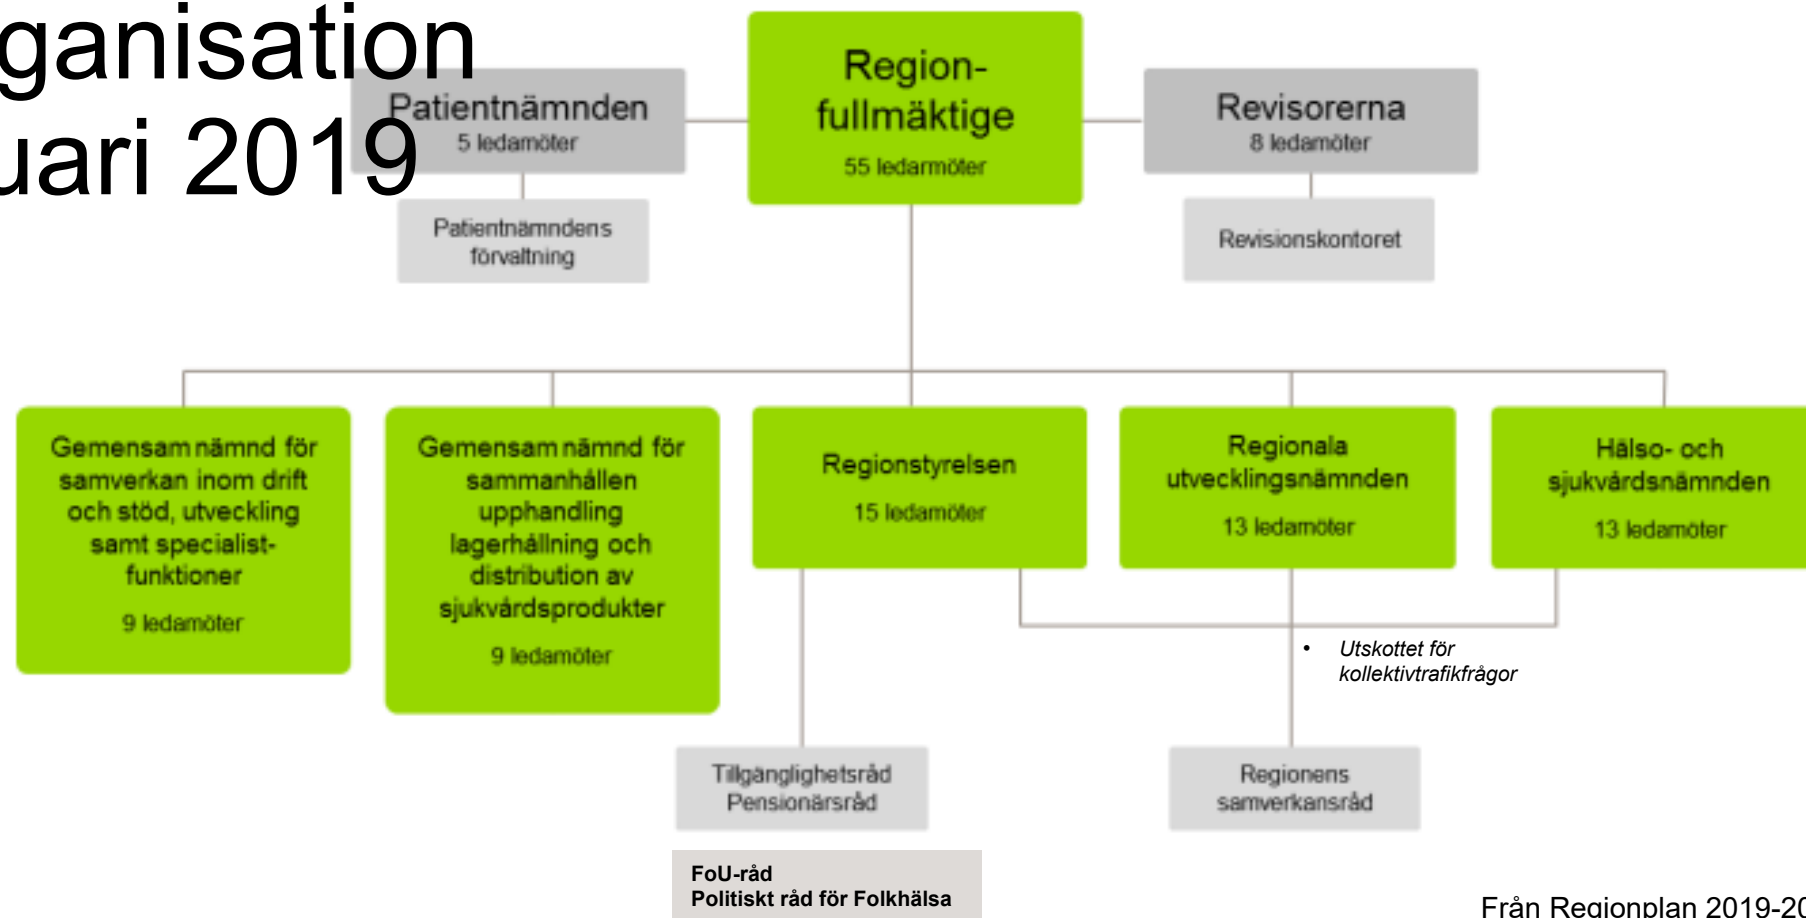 ganisation
uari 2019
Patientnämnden
5 ledamöter
Patientnämndens
förvaltning
Region-
fullmäktige
55 ledarmöter
Revisorerna
8 ledamöter
Revisionskontoret
Gemensam nämnd för
samverkan inom drift
och stöd, utveckling
samt specialist-
funktioner
9 ledamöter
Gemensam nämnd för
sammanhållen
upphandling
lagerhållning och
distribution av
sjukvårdsprodukter
9 ledamöter
Regionstyrelsen
15 ledamöter
Regionala
utvecklingsnämnden
13 ledamöter
Hälso- och
sjukvårdsnämnden
13 ledamöter
• Utskottet för
kollektivtrafikfrågor
Tillgänglighetsråd
Pensionärsråd
Regionens
samverkansråd
FoU-råd
Politiskt råd för Folkhälsa
Från Regionplan 2019-20